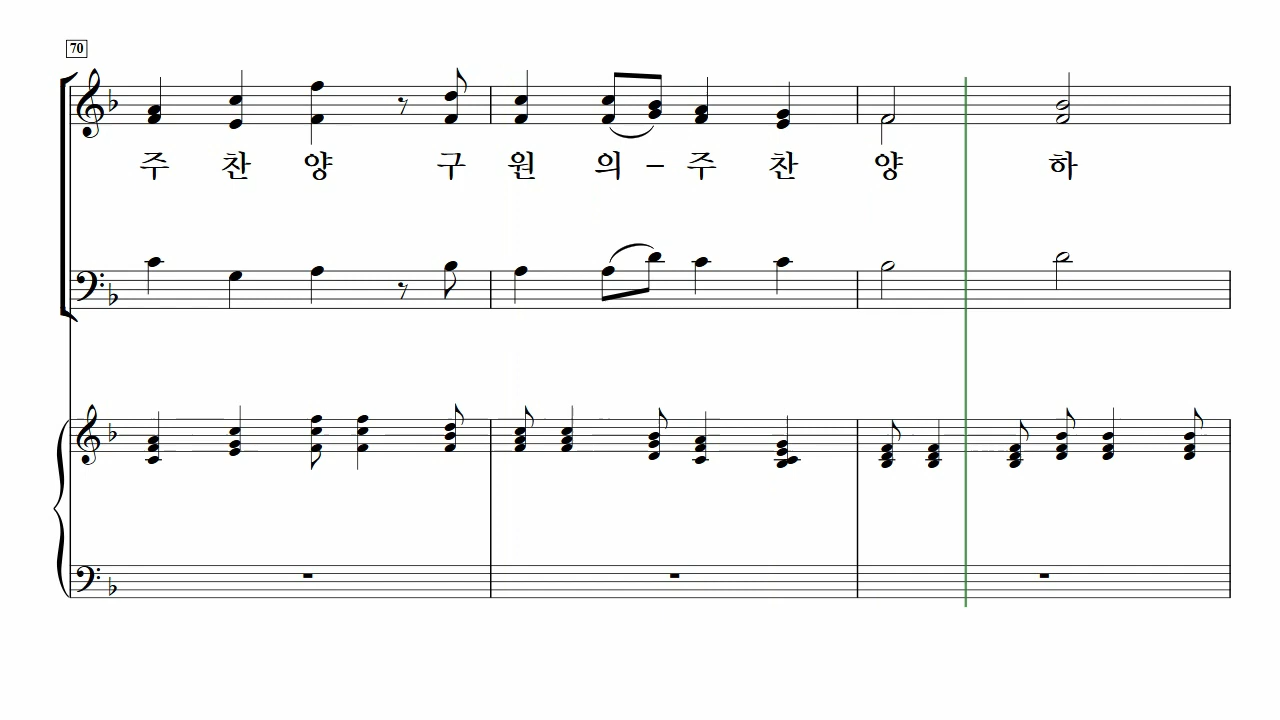 70
주 찬 양 구 원 의 – 주 찬 양 하